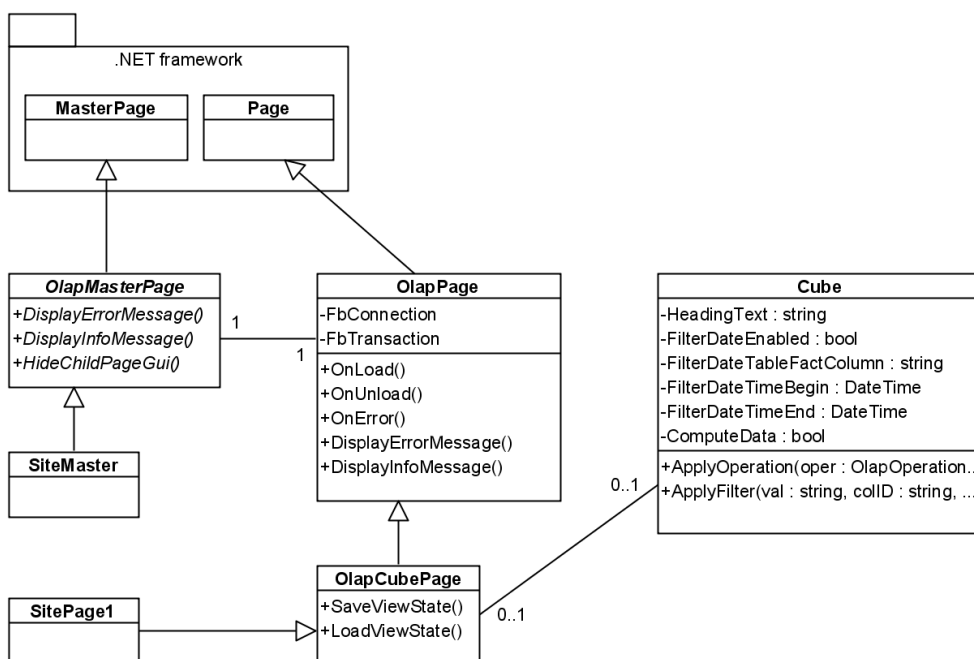 .NET framework
MasterPage
Page
OlapMasterPage
+DisplayErrorMessage()
+DisplayInfoMessage()
+HideChildPageGui()
1
1
OlapPage
-FbConnection
-FbTransaction
+OnLoad()
+OnUnload()
+OnError()
+DisplayErrorMessage()
+DisplayInfoMessage()
Cube
-HeadingText : string
-FilterDateEnabled : bool
-FilterDateTableFactColumn : string
-FilterDateTimeBegin : DateTime
-FilterDateTimeEnd : DateTime
-ComputeData : bool
+ApplyOperation(oper : OlapOperation...
+ApplyFilter(val : string, colID : string, ...
SiteMaster
0..1
0..1
OlapCubePage
+SaveViewState()
+LoadViewState()
SitePage1